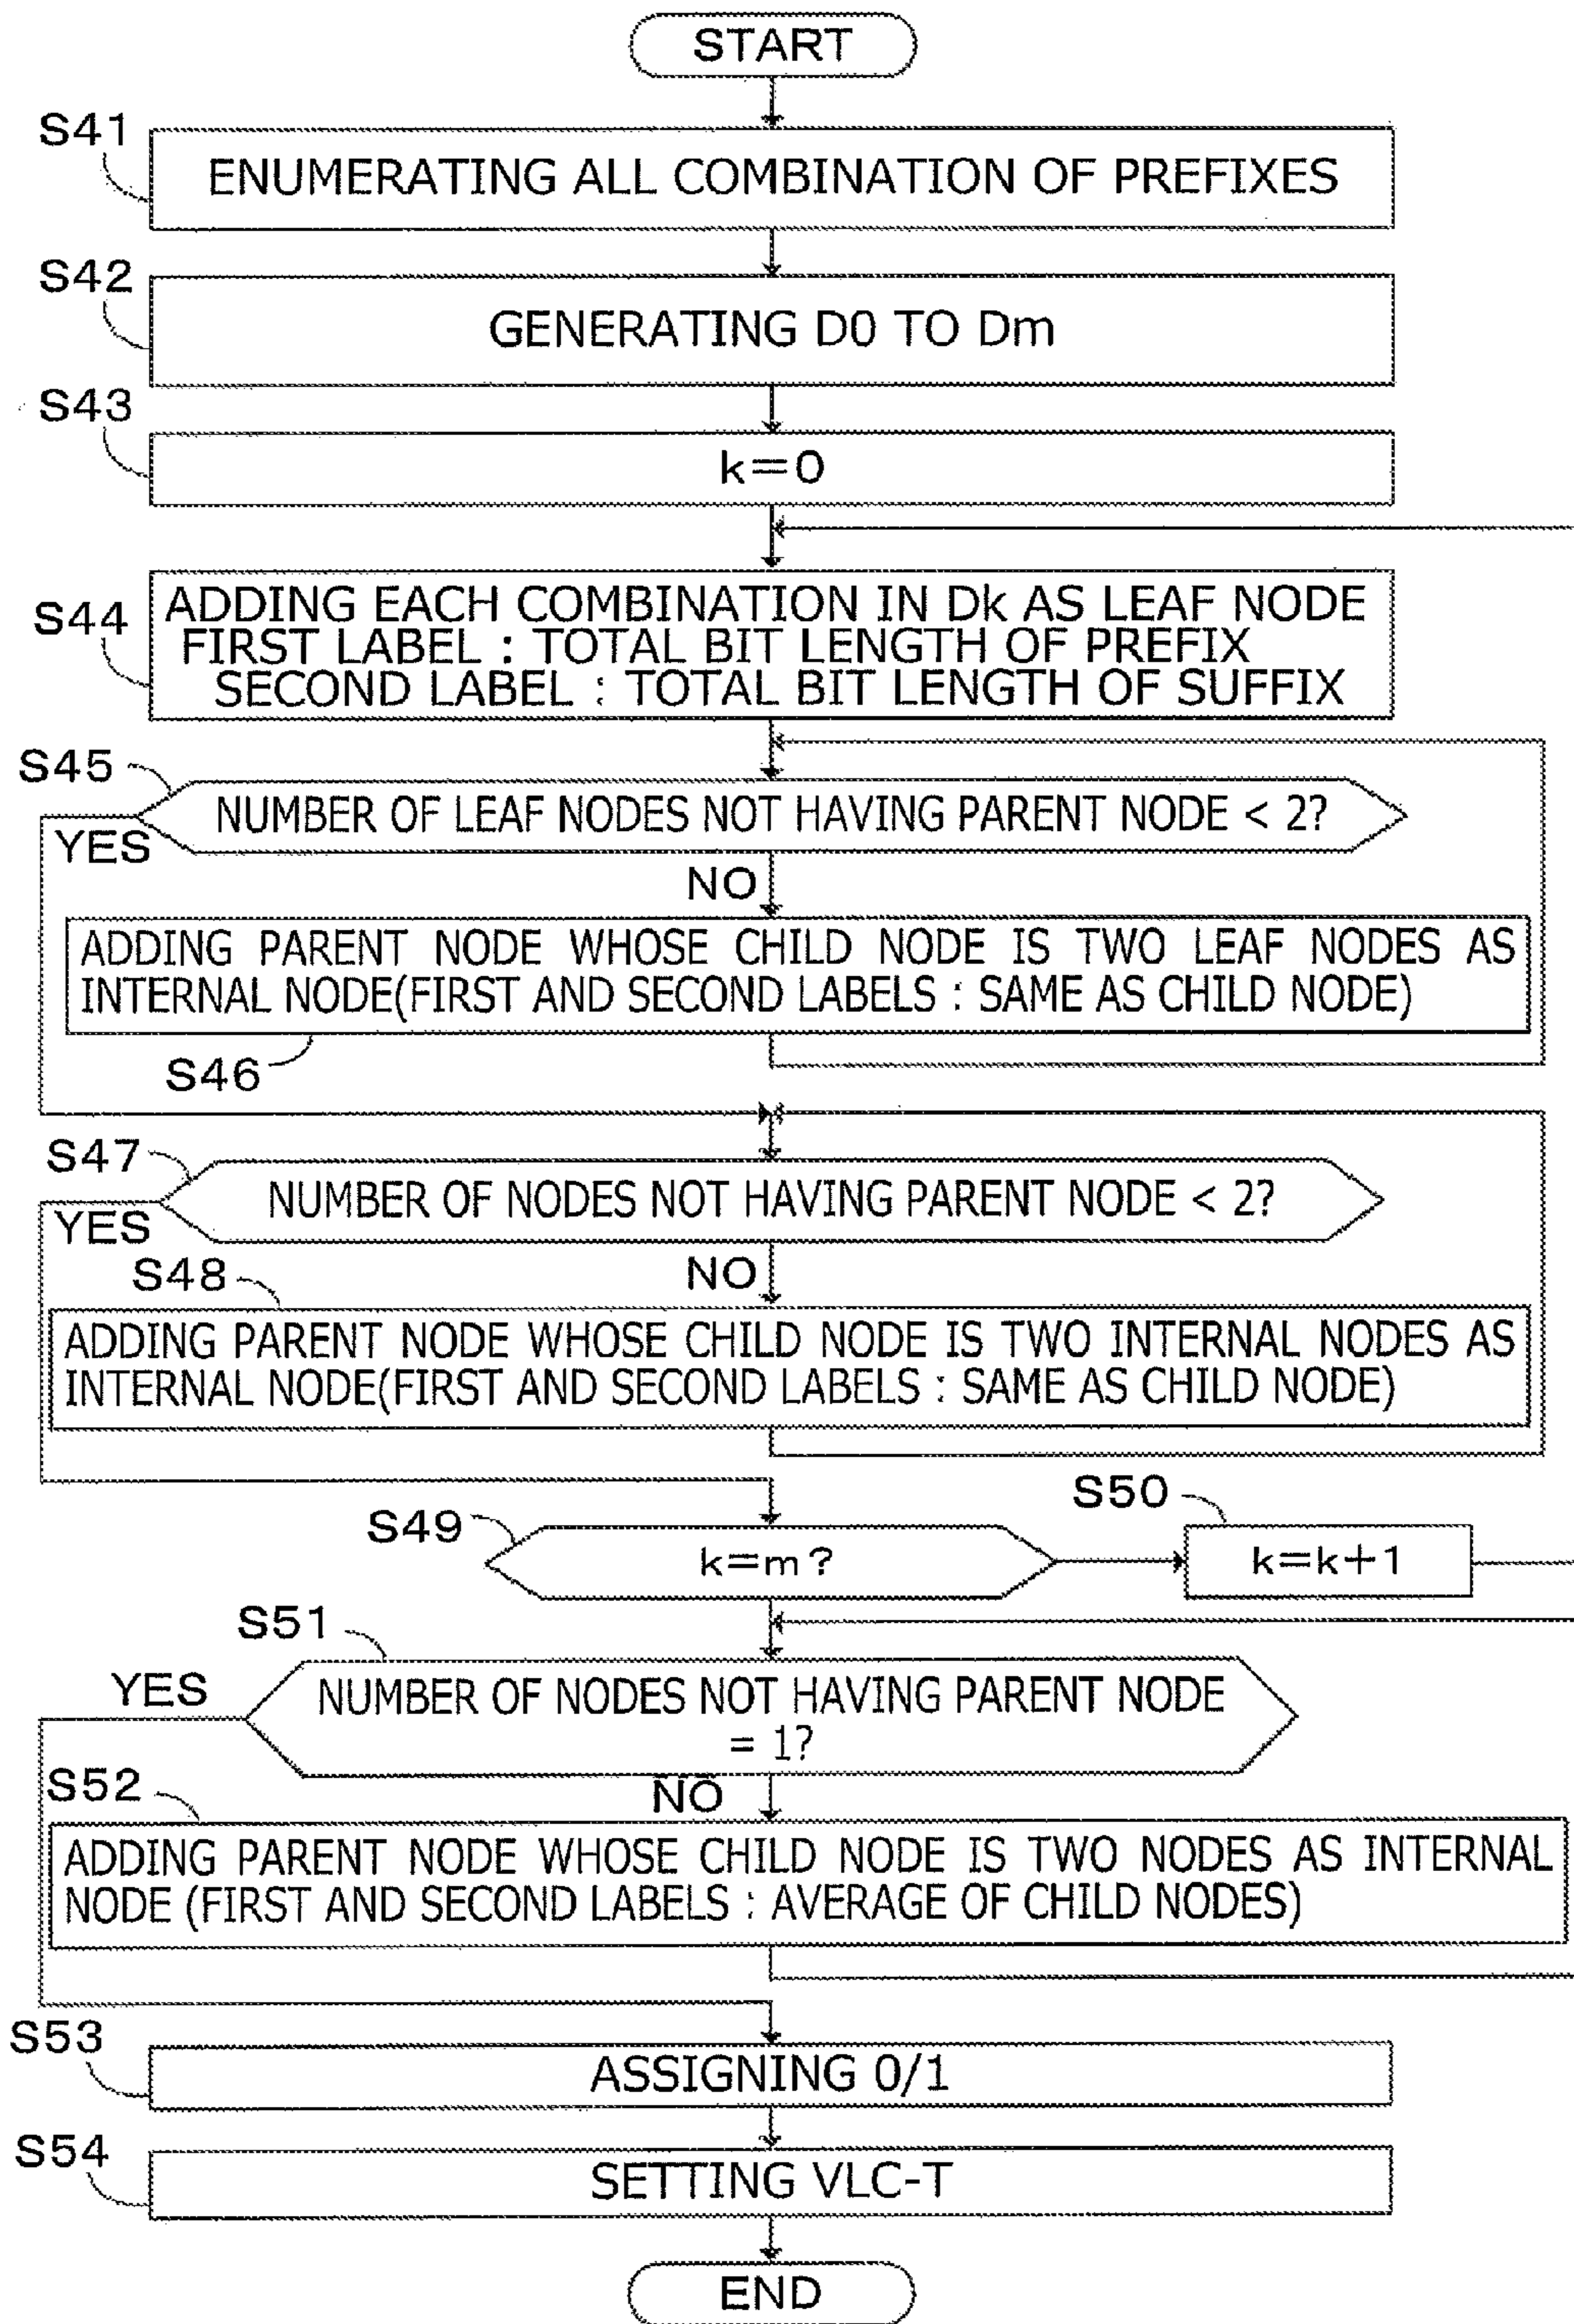 START
S41
ENUMERATING ALL COMBINATION OF PREFIXES
S42
GENERATING D0 TO Dm
S43
k=0
S44
ADDING EACH COMBINATION IN Dk AS LEAF NODE
FIRST LABEL : TOTAL BIT LENGTH OF PREFIX
SECOND LABEL : TOTAL BIT LENGTH OF SUFFIX
S45
NUMBER OF LEAF NODES NOT HAVING PARENT NODE < 2?
YES
NO
ADDING PARENT NODE WHOSE CHILD NODE IS TWO LEAF NODES AS
INTERNAL NODE(FIRST AND SECOND LABELS : SAME AS CHILD NODE)
S46
S47
NUMBER OF NODES NOT HAVING PARENT NODE < 2?
YES
NO
S48
ADDING PARENT NODE WHOSE CHILD NODE IS TWO INTERNAL NODES AS
INTERNAL NODE(FIRST AND SECOND LABELS : SAME AS CHILD NODE)
S49
k=m?
S50
k=k+1
S51
YES
NUMBER OF NODES NOT HAVING PARENT NODE
= 1?
NO
S52
ADDING PARENT NODE WHOSE CHILD NODE IS TWO NODES AS INTERNAL
NODE (FIRST AND SECOND LABELS : AVERAGE OF CHILD NODES)
S53
ASSIGNING 0/1
S54
SETTING VLC-T
END